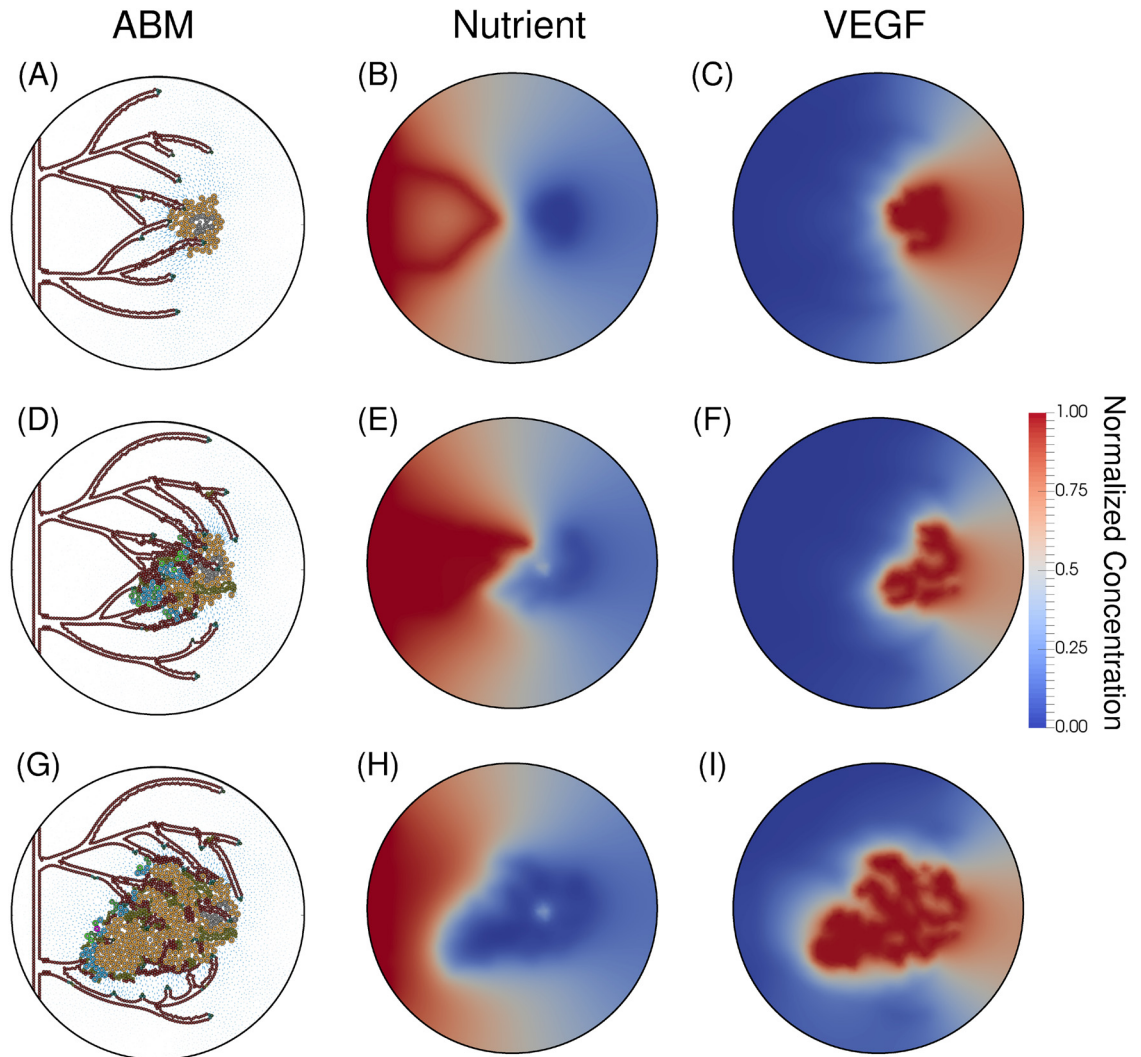 ABM Nutrient VEGF
(A) (B) (C)
(D) (E) (F)
1.00
0.75
0.5
0.25
0.00
Normalized Concentration
(G) (H) (I)